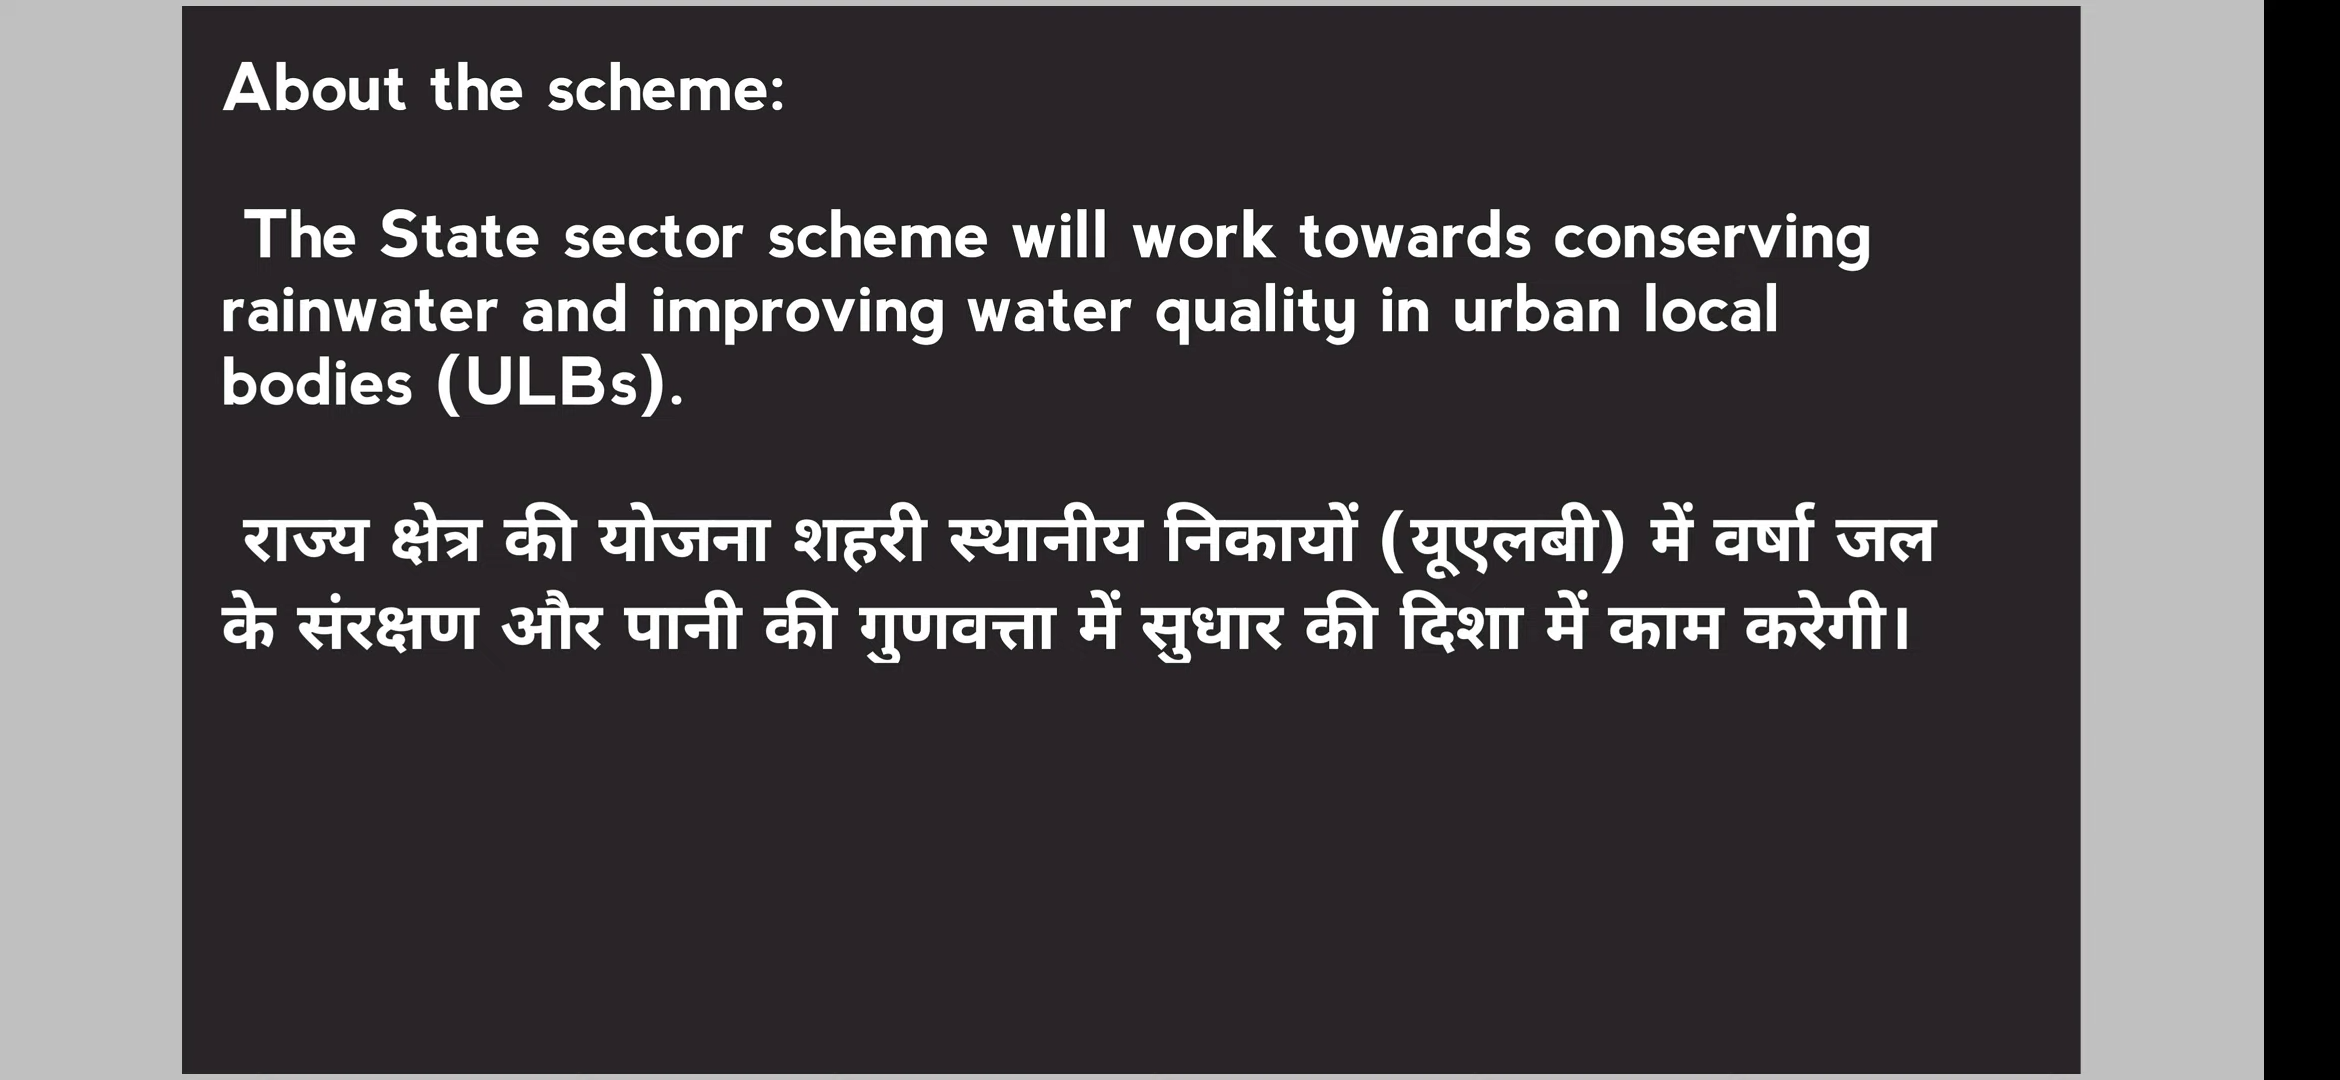 About the scheme:
The State sector scheme will work towards conserving
rainwater and improving water quality in urban local
bodies (ULBs).
राज्य क्षेत्र की योजना शहरी स्थानीय निकायों (यूएलबी) में वर्षा जल
के संरक्षण और पानी की गुणवत्ता में सुधार की दिशा में काम करेगी।